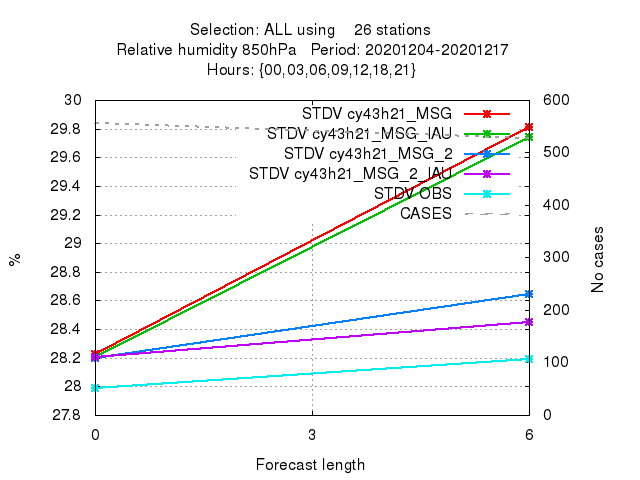 Selection: ALL using 26 stations
Relative humidity 850hPa Period: 20201204-20201217
Hours: {00,03,06,09,12,18,21}
30
29.8
29.6
29.4
29.2
29
28.8
28.6
28.4
28.2
28
27.8
%
STDV cy43h21_MSG
STDV cy43h21_MSG_IAU
STDV cy43h21_MSG_2
STDV cy43h21_MSG_2_IAU
STDV OBS
CASES
600
500
400
300
200
100
0
No cases
0 3 6
Forecast length